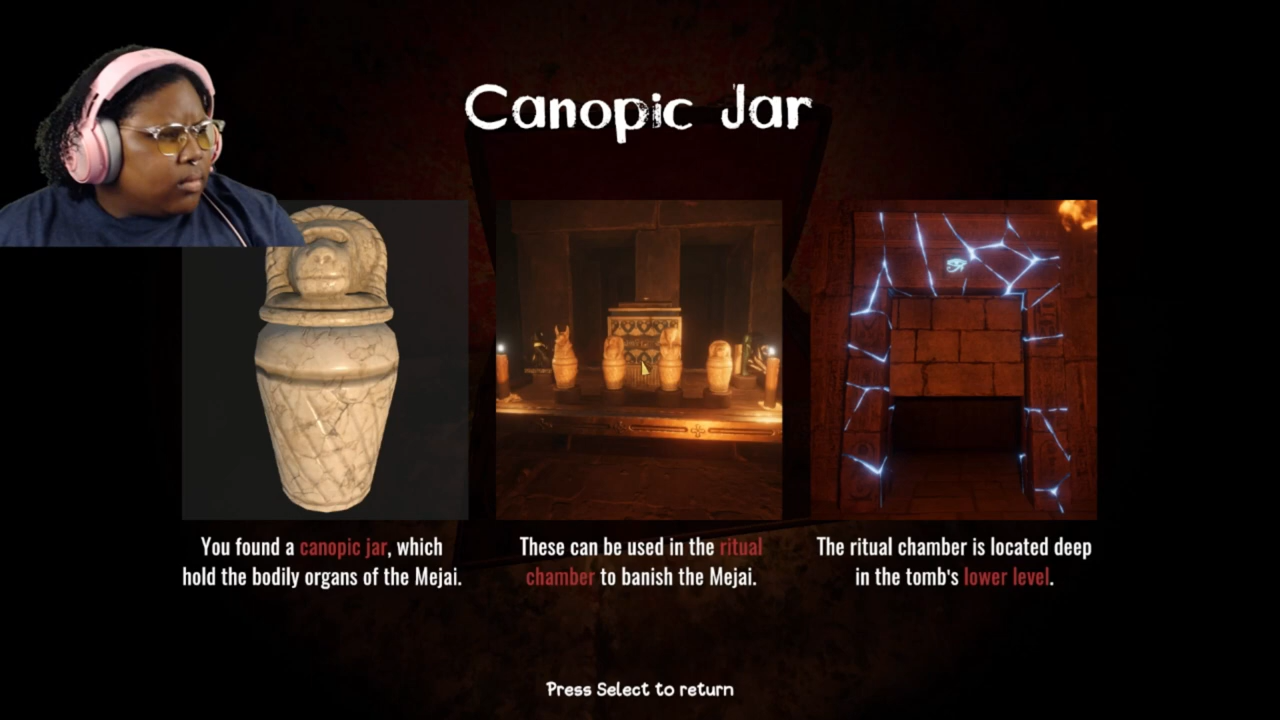 Canopic Jar
You found a canopic jar, which
hold the bodily organs of the Mejai.
These can be used in the ritual
chamber to banish the Mejai.
The ritual chamber is located deep
in the tomb's lower level.
Press Select to return